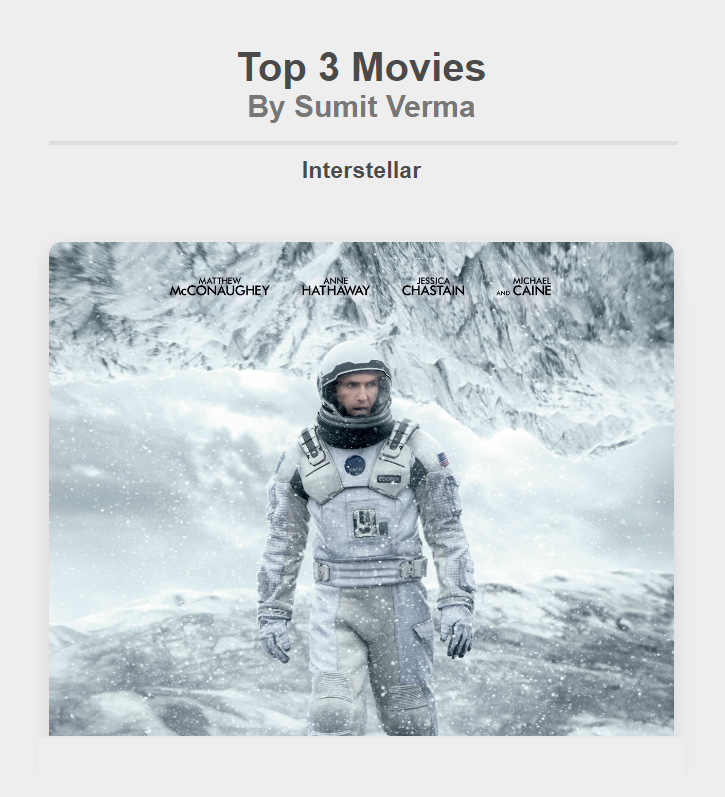 Top 3 Movies
By Sumit Verma
Interstellar
MATTHEW McCONAUGHEY
ANNE HATHAWAY
JESSICA CHASTAIN
AND MICHAEL CAINE
COOPER